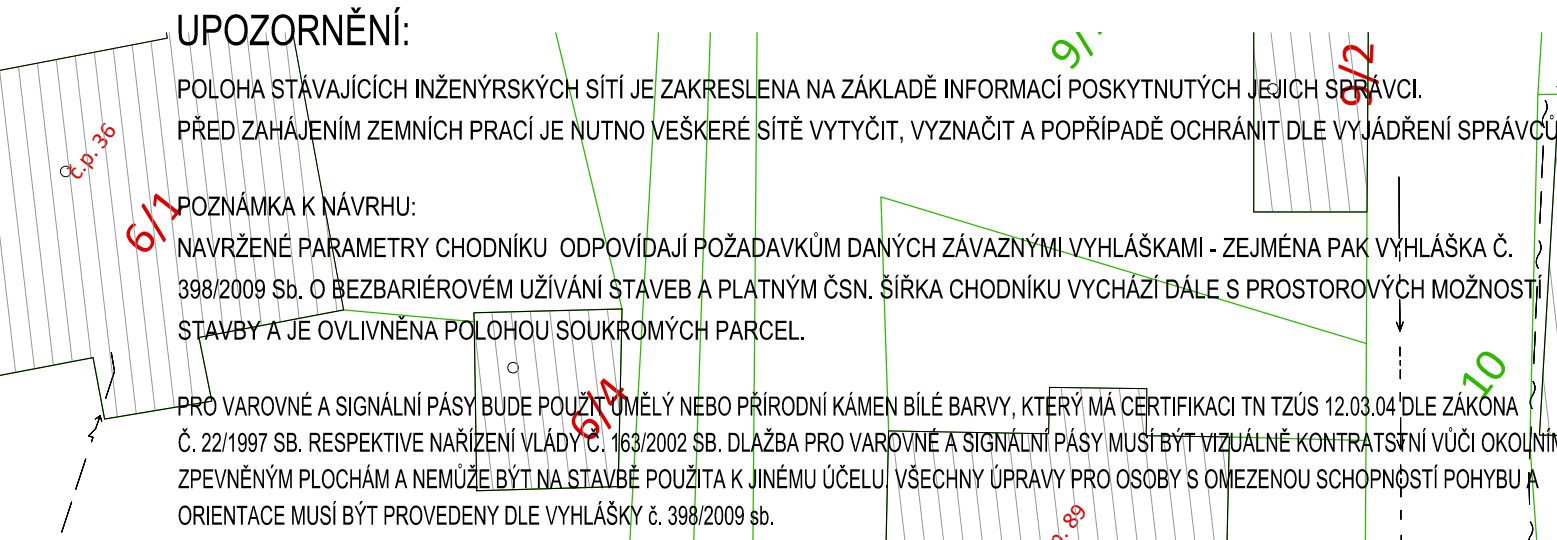 UPOZORNĚNÍ:
POLOHA STÁVAJÍCÍCH INŽENÝRSKÝCH SÍTÍ JE ZAKRESLENA NA ZÁKLADĚ INFORMACÍ POSKYTNUTÝCH JEJICH SPRÁVCI.
PŘED ZAHÁJENÍM ZEMNÍCH PRACÍ JE NUTNO VEŠKERÉ SÍTĚ VYTYČIT, VYZNAČIT A POPŘÍPADĚ OCHRÁNIT DLE VYJÁDŘENÍ SPRÁVCŮ
POZNÁMKA K NÁVRHU:
NAVRŽENÉ PARAMETRY CHODNÍKU ODPOVÍDAJÍ POŽADAVKŮM DANÝCH ZÁVAZNÝMI VYHLÁŠKAMI - ZEJMÉNA PAK VYHLÁŠKA Č.
398/2009 Sb. O BEZBARIÉROVÉM UŽÍVÁNÍ STAVEB A PLATNÝM ČSN. ŠÍŘKA CHODNÍKU VYCHÁZÍ DÁLE S PROSTOROVÝCH MOŽNOSTÍ
STAVBY A JE OVLIVNĚNA POLOHOU SOUKROMÝCH PARCEL.
PRO VAROVNÉ A SIGNÁLNÍ PÁSY BUDE POUŽIT UMĚLÝ NEBO PŘÍRODNÍ KÁMEN BÍLÉ BARVY, KTERÝ MÁ CERTIFIKACI TN TZÚS 12.03.04 DLE ZÁKONA
Č. 22/1997 SB. RESPEKTIVE NAŘÍZENÍ VLÁDY Č. 163/2002 SB. DLAŽBA PRO VAROVNÉ A SIGNÁLNÍ PÁSY MUSÍ BÝT VIZUÁLNĚ KONTRATSTNÍ VŮČI OKOLNÍM
ZPEVNĚNÝM PLOCHÁM A NEMŮŽE BÝT NA STAVBĚ POUŽITA K JINÉMU ÚČELU. VŠECHNY ÚPRAVY PRO OSOBY S OMEZENOU SCHOPNOSTÍ POHYBU A
ORIENTACE MUSÍ BÝT PROVEDENY DLE VYHLÁŠKY č. 398/2009 sb.
č.p. 36
6/1
6/4
9/2
10
89